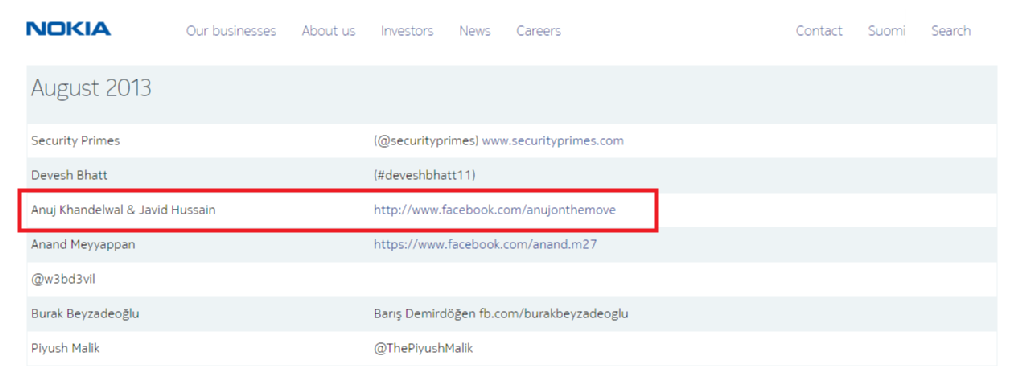 NOKIA Our businesses About us Investors News Careers Contact Suomi Search
August 2013
Security Primes (@securityprimes) www.securityprimes.com
Devesh Bhatt (#deveshbhatt11)
Anuj Khandelwal & Javid Hussain http://www.facebook.com/anujonthemove
Anand Meyyappan https://www.facebook.com/anand.m27
@w3bd3vil
Burak Beyzadeoğlu Barış Demirdöğen fb.com/burakbeyzadeoglu
Piyush Malik @ThePiyushMalik